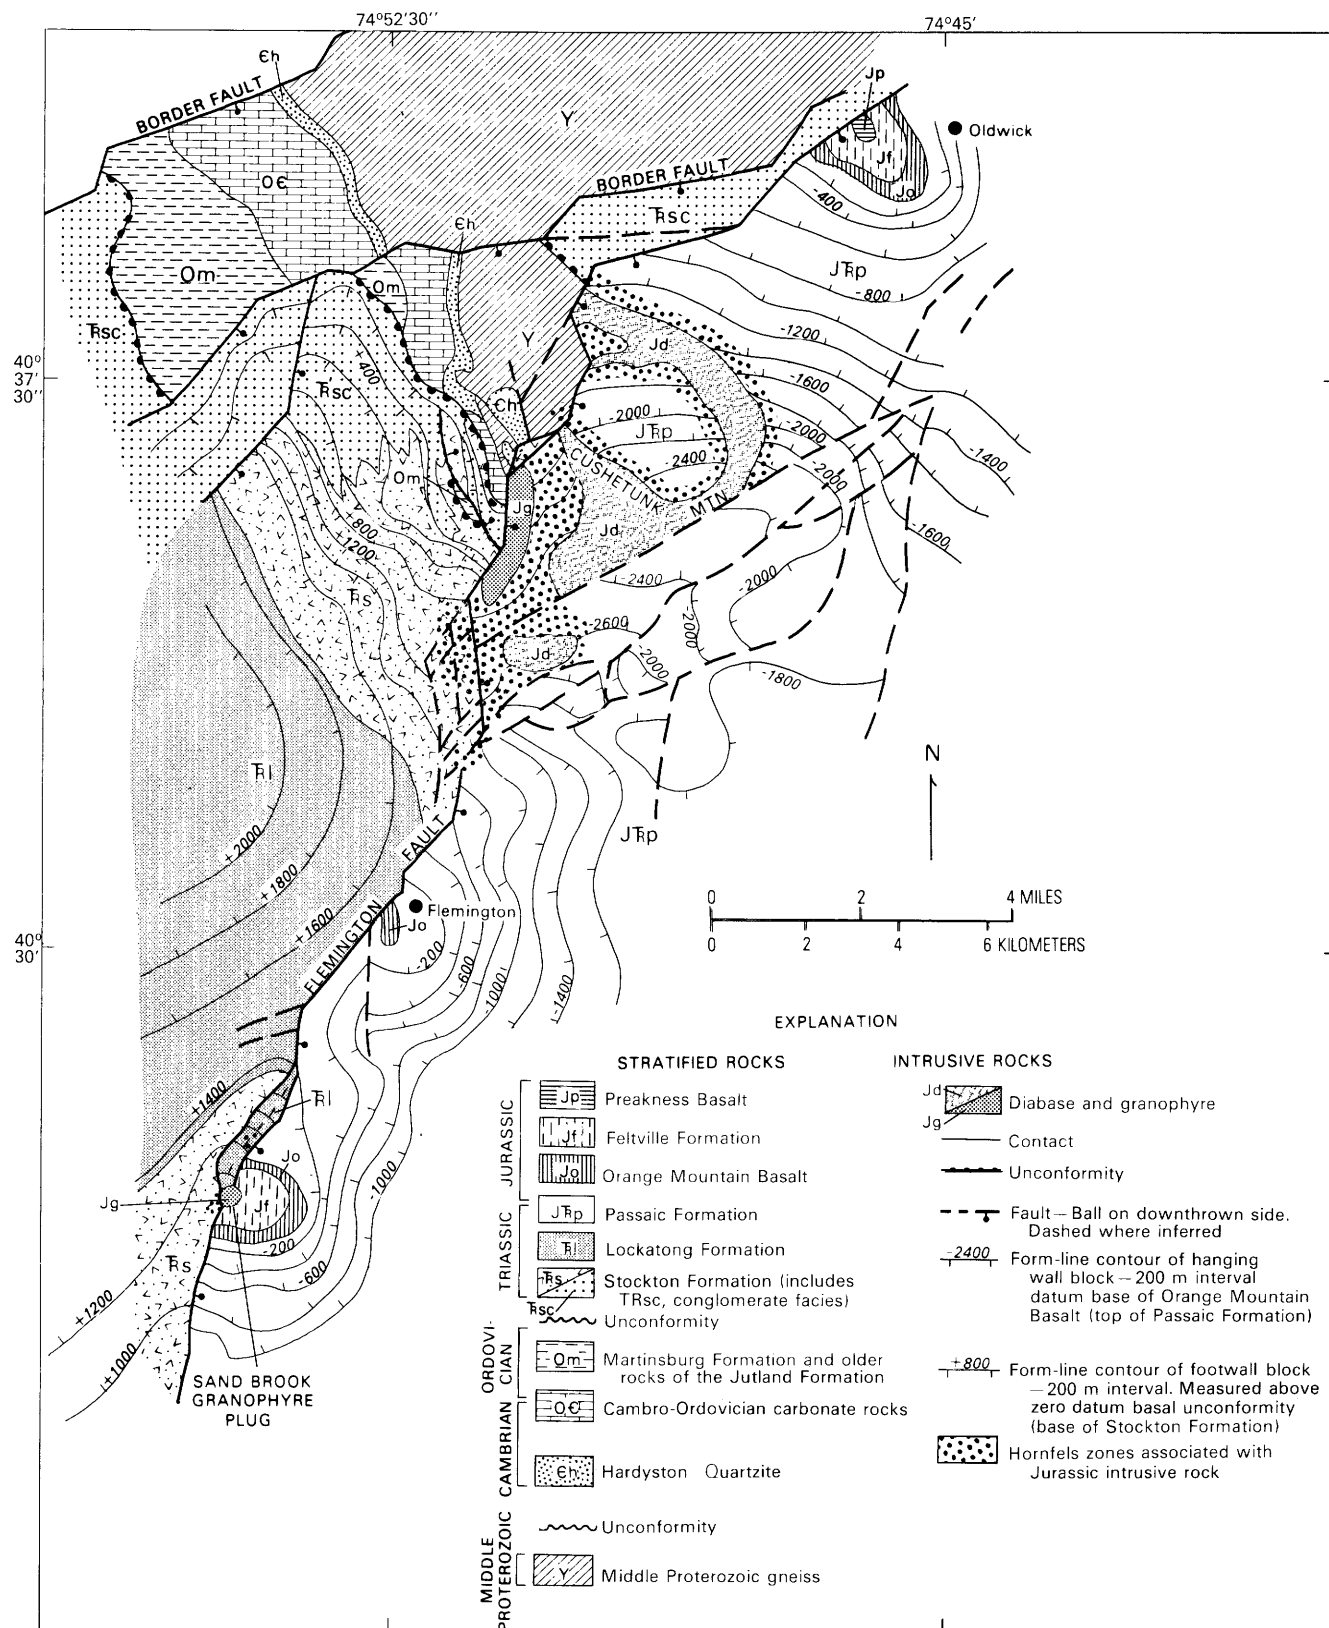 74°52'30''
74°45'
Єh
Jp
BORDER FAULT
Y
Oldwick
Jf
OЄ
BORDER FAULT
Jo
-400
Єh
TRsc
Om
JTRp
Om
-800
TRsc
Y
-1200
Jd
40°
37'
30''
+400
TRsc
-1600
Єh
-2000
JTRp
-2000
2400
CUSHETUNK
MTN
-1400
Om
-2000
Jg
+800
Jd
-1600
+1200
TRs
-2400
-2000
-2600
-2000
Jd
-2000
-1800
N
TRl
JTRp
+2000
FAULT
+1800
0 2 4 MILES
0 2 4 6 KILOMETERS
Flemington
Jo
+1600
FLEMINGTON
40°
30'
-200
-600
-1000
-1400
EXPLANATION
+1400
TRl
Jo
Jg
Jf
-1000
-200
TRs
-600
+1200
+1000
SAND BROOK
GRANOPHYRE
PLUG
STRATIFIED ROCKS
JURASSIC
Jp Preakness Basalt
Jf Feltville Formation
Jo Orange Mountain Basalt
TRIASSIC
JTRp Passaic Formation
TRl Lockatong Formation
TRs Stockton Formation (includes
TRsc TRsc, conglomerate facies)
Unconformity
ORDOVI-
CIAN
Om Martinsburg Formation and older
rocks of the Jutland Formation
CAMBRIAN
OЄ Cambro-Ordovician carbonate rocks
Єh Hardyston Quartzite
Unconformity
MIDDLE
PROTEROZOIC
Y Middle Proterozoic gneiss
INTRUSIVE ROCKS
Jd
Jg
Diabase and granophyre
Contact
Unconformity
Fault—Ball on downthrown side.
Dashed where inferred
-2400 Form-line contour of hanging
wall block—200 m interval
datum base of Orange Mountain
Basalt (top of Passaic Formation)
+800 Form-line contour of footwall block
—200 m interval. Measured above
zero datum basal unconformity
(base of Stockton Formation)
Hornfels zones associated with
Jurassic intrusive rock